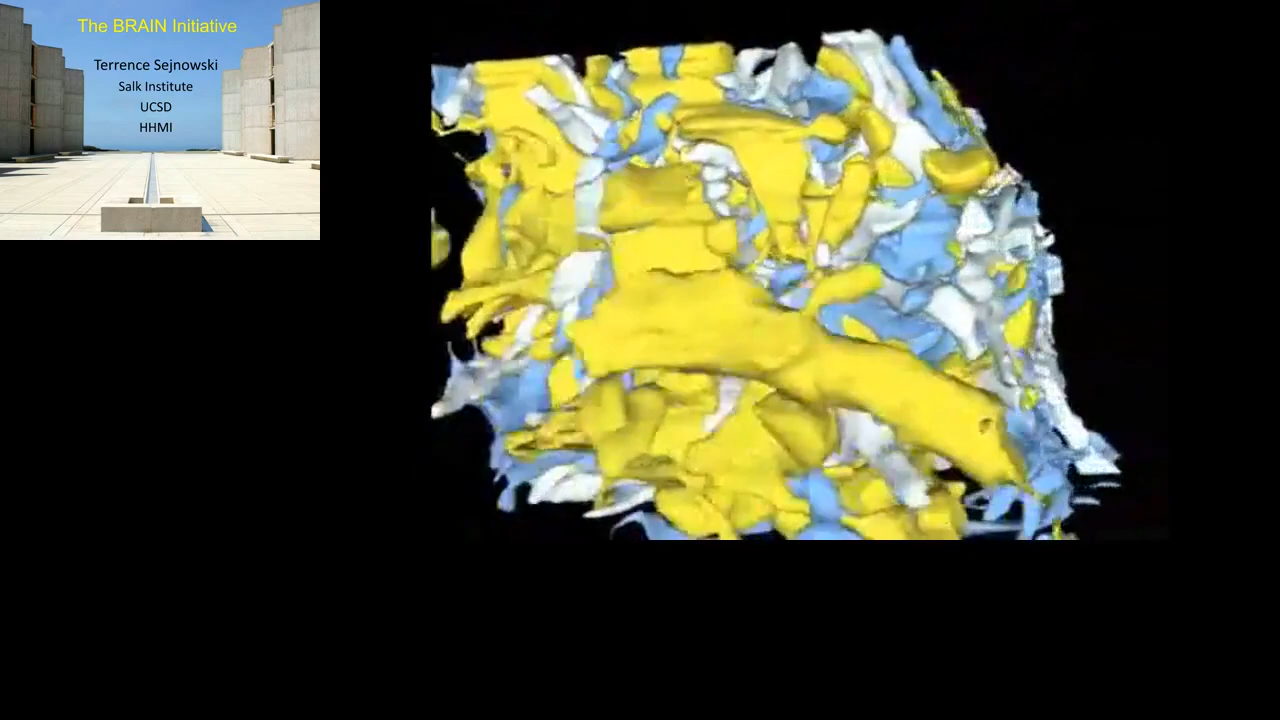 The BRAIN Initiative
Terrence Sejnowski
Salk Institute
UCSD
HHMI